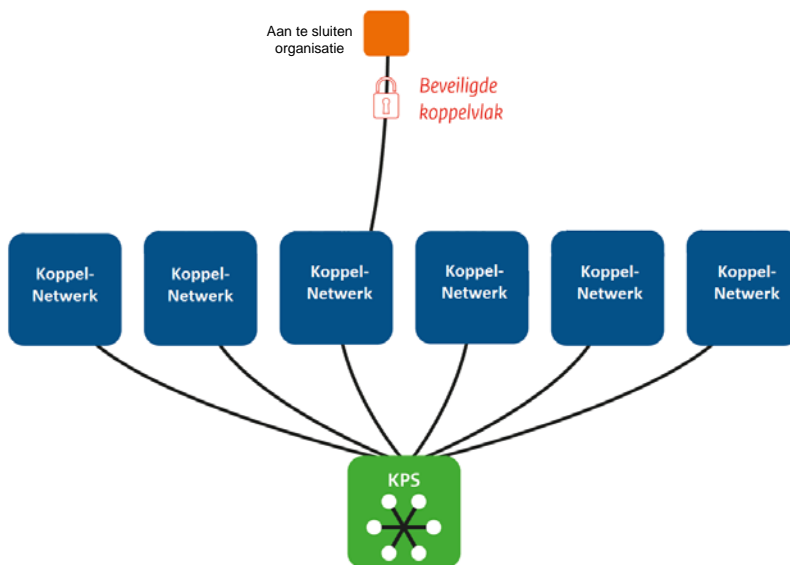 Aan te sluiten
organisatie
Beveiligde
koppelvlak
Koppel-
Netwerk
Koppel-
Netwerk
Koppel-
Netwerk
Koppel-
Netwerk
Koppel-
Netwerk
Koppel-
Netwerk
KPS